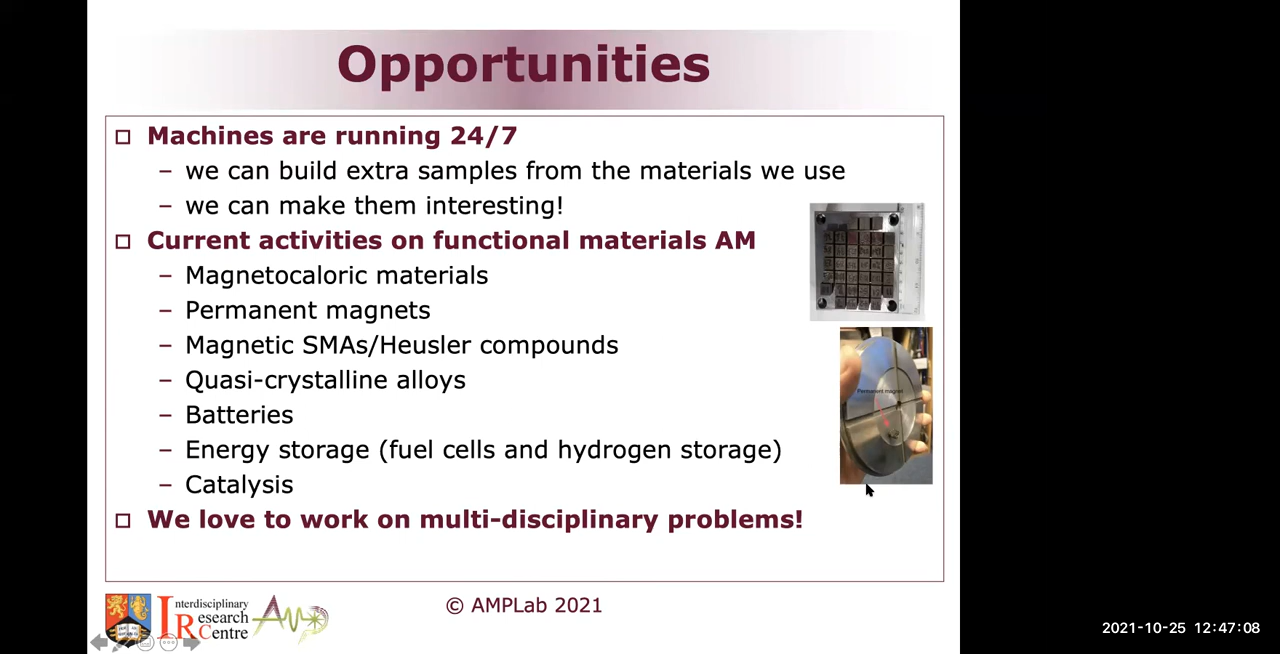 Opportunities
Machines are running 24/7
– we can build extra samples from the materials we use
– we can make them interesting!
Current activities on functional materials AM
– Magnetocaloric materials
– Permanent magnets
– Magnetic SMAs/Heusler compounds
– Quasi-crystalline alloys
– Batteries
– Energy storage (fuel cells and hydrogen storage)
– Catalysis
We love to work on multi-disciplinary problems!
Permanent magnet
Interdisciplinary
Research
Centre
© AMPLab 2021
2021-10-25 12:47:08